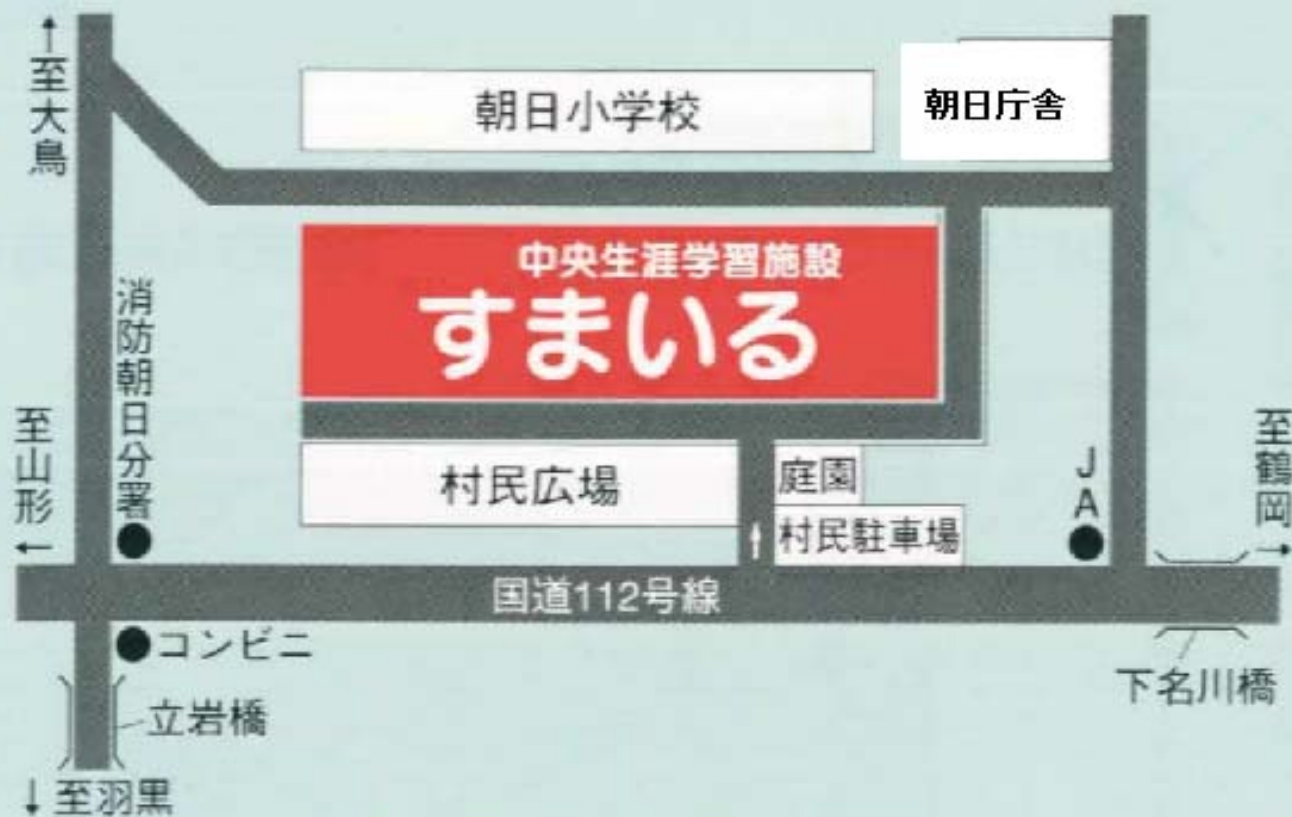 ↑至大鳥
朝日小学校
朝日庁舎
中央生涯学習施設
すまいる
消防朝日分署
至山形←
村民広場
庭園
村民駐車場
↑
JA
至鶴岡→
国道112号線
コンビニ
立岩橋
下名川橋
↓至羽黒